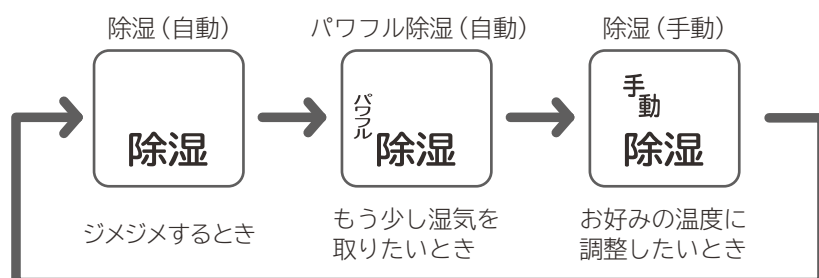 除湿(自動)
パワフル除湿(自動)
除湿(手動)
除湿
パワフル
除湿
手動
除湿
ジメジメするとき
もう少し湿気を
取りたいとき
お好みの温度に
調整したいとき